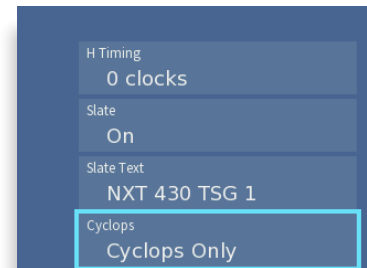 H Timing
0 clocks
Slate
On
Slate Text
NXT 430 TSG 1
Cyclops
Cyclops Only